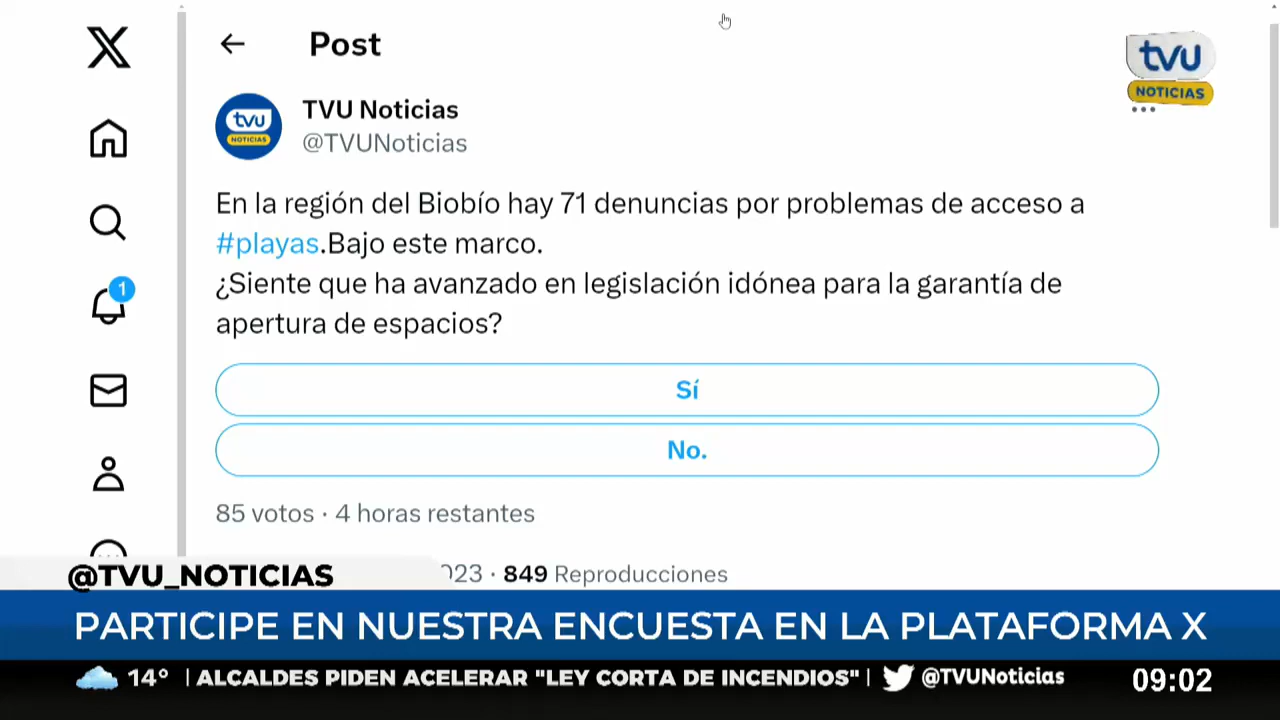 Post
tvu
NOTICIAS
tvu
NOTICIAS
TVU Noticias
@TVUNoticias
En la región del Biobío hay 71 denuncias por problemas de acceso a
#playas.Bajo este marco.
¿Siente que ha avanzado en legislación idónea para la garantía de
apertura de espacios?
1
Sí
No.
85 votos · 4 horas restantes
849 Reproducciones
@TVU_NOTICIAS
PARTICIPE EN NUESTRA ENCUESTA EN LA PLATAFORMA X
14° | ALCALDES PIDEN ACELERAR "LEY CORTA DE INCENDIOS" | @TVUNoticias 09:02